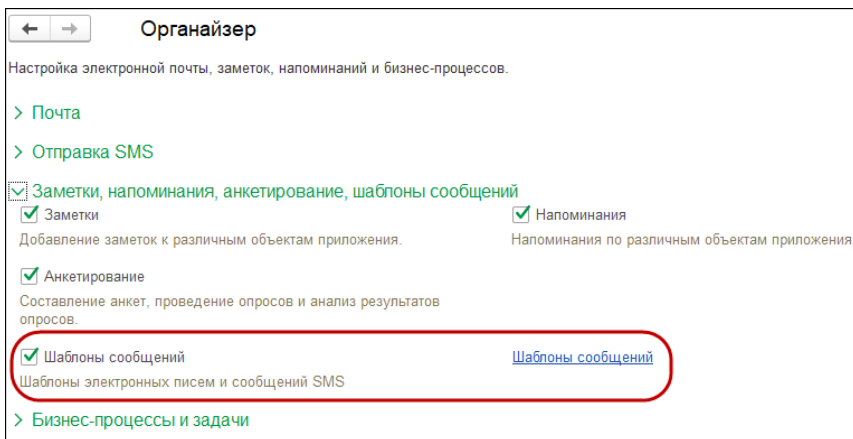 Органайзер
Настройка электронной почты, заметок, напоминаний и бизнес-процессов.
Почта
Отправка SMS
Заметки, напоминания, анкетирование, шаблоны сообщений
Заметки
Напоминания
Добавление заметок к различным объектам приложения.
Напоминания по различным объектам приложения
Анкетирование
Составление анкет, проведение опросов и анализ результатов
опросов.
Шаблоны сообщений
Шаблоны сообщений
Шаблоны электронных писем и сообщений SMS
Бизнес-процессы и задачи